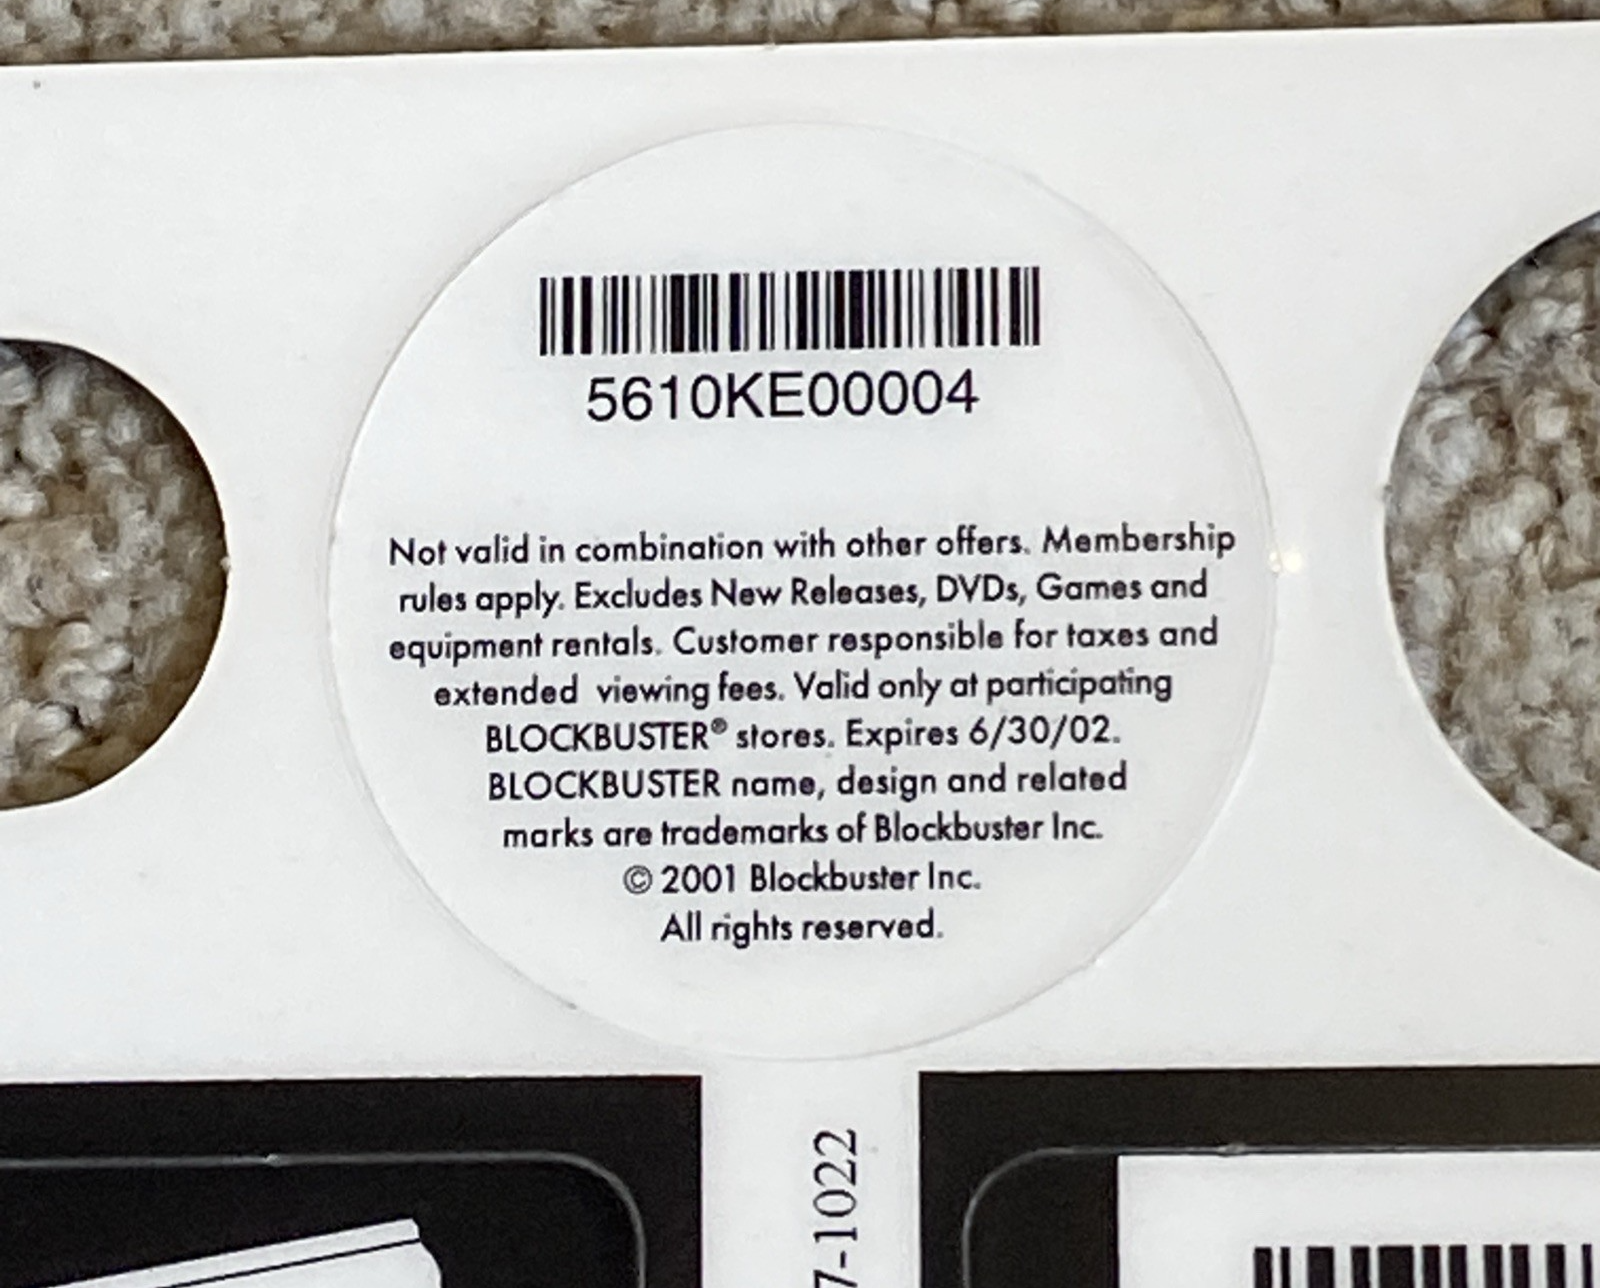 5610KE00004
Not valid in combination with other offers. Membership
rules apply. Excludes New Releases, DVDs, Games and
equipment rentals. Customer responsible for taxes and
extended viewing fees. Valid only at participating
BLOCKBUSTER® stores. Expires 6/30/02.
BLOCKBUSTER name, design and related
marks are trademarks of Blockbuster Inc.
© 2001 Blockbuster Inc.
All rights reserved.
7-1022